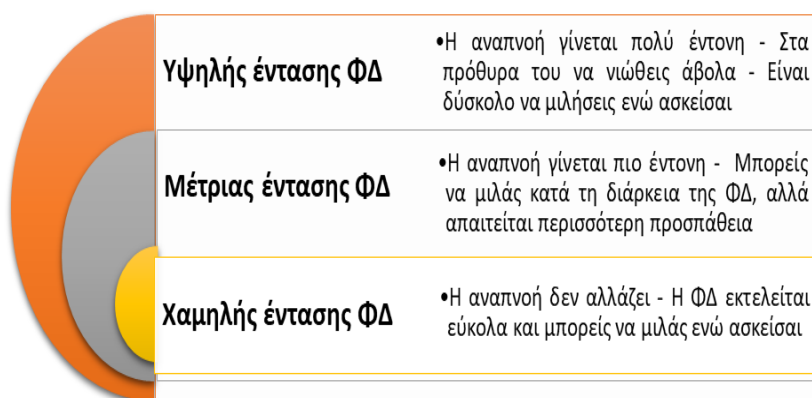 Υψηλής έντασης ΦΔ
•Η αναπνοή γίνεται πολύ έντονη - Στα
πρόθυρα του να νιώθεις άβολα - Είναι
δύσκολο να μιλήσεις ενώ ασκείσαι
Μέτριας έντασης ΦΔ
•Η αναπνοή γίνεται πιο έντονη - Μπορείς
να μιλάς κατά τη διάρκεια της ΦΔ, αλλά
απαιτείται περισσότερη προσπάθεια
Χαμηλής έντασης ΦΔ
•Η αναπνοή δεν αλλάζει - Η ΦΔ εκτελείται
εύκολα και μπορείς να μιλάς ενώ ασκείσαι